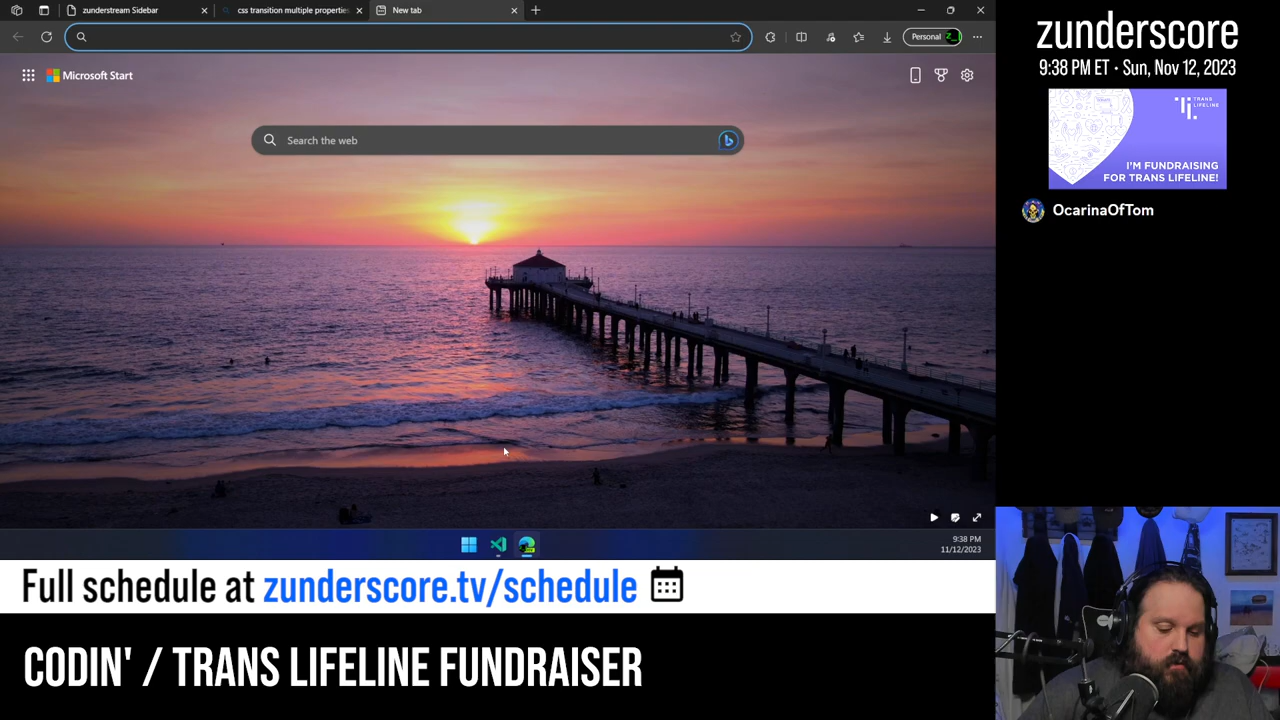 zunderstream Sidebar
css transition multiple propertie
New tab
Personal
Microsoft Start
Search the web
9:38 PM
11/12/2023
zunderscore
9:38 PM ET • Sun, Nov 12, 2023
TRANS
LIFELINE
I'M FUNDRAISING
FOR TRANS LIFELINE!
OcarinaOfTom
Full schedule at zunderscore.tv/schedule
CODIN' / TRANS LIFELINE FUNDRAISER